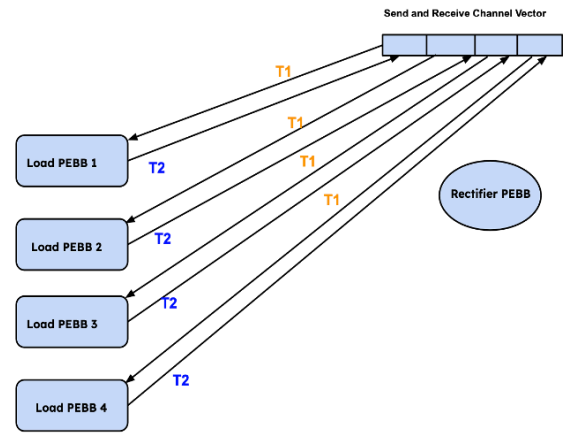 Send and Receive Channel Vector
T1
Load PEBB 1
T2
T1
T1
Rectifier PEBB
T1
Load PEBB 2
T2
Load PEBB 3
T2
Load PEBB 4
T2